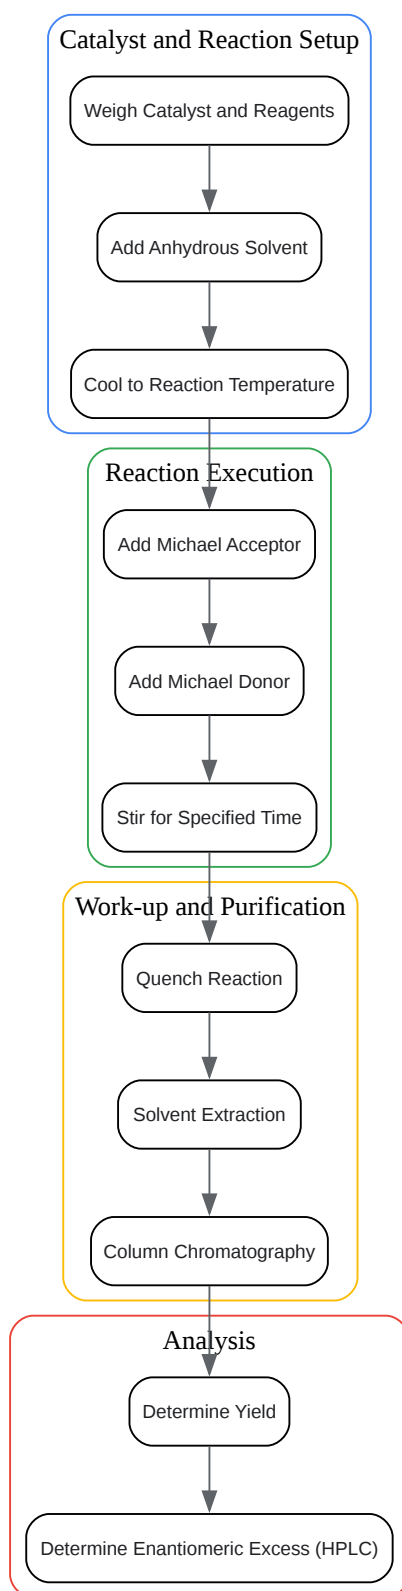 Catalyst and Reaction Setup
Weigh Catalyst and Reagents
Add Anhydrous Solvent
Cool to Reaction Temperature
Reaction Execution
Add Michael Acceptor
Add Michael Donor
Stir for Specified Time
Work-up and Purification
Quench Reaction
Solvent Extraction
Column Chromatography
Analysis
Determine Yield
Determine Enantiomeric Excess (HPLC)